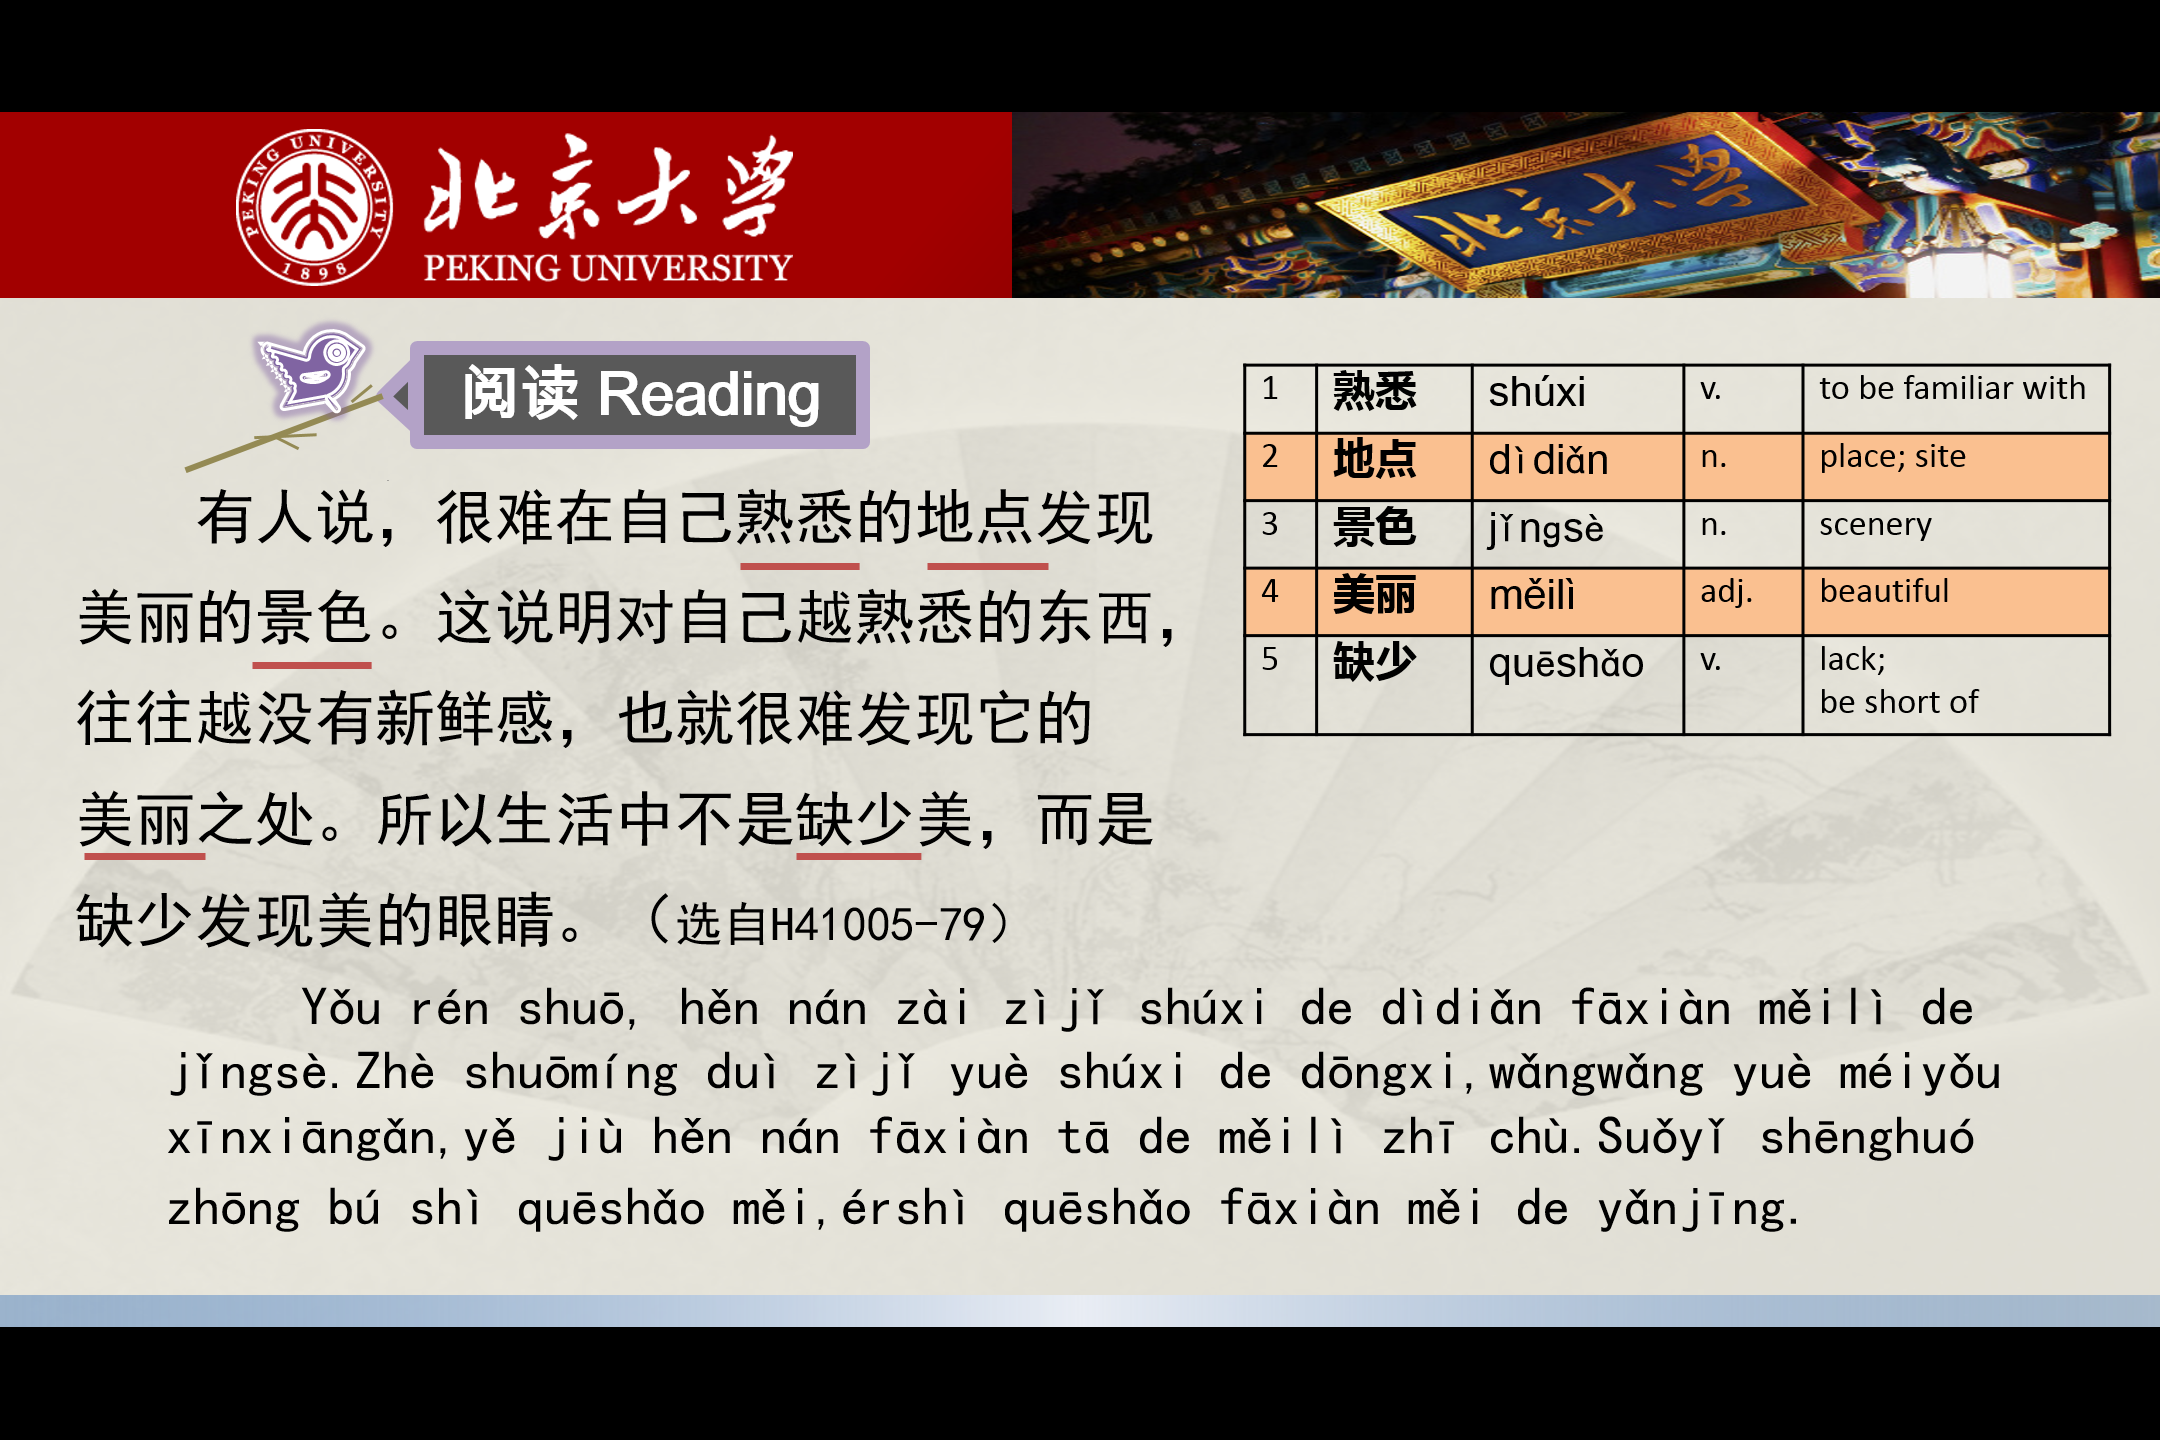 PEKING UNIVERSITY
1898
北京大学
PEKING UNIVERSITY
北京大学
阅读 Reading
有人说，很难在自己熟悉的地点发现
美丽的景色。这说明对自己越熟悉的东西，
往往越没有新鲜感，也就很难发现它的
美丽之处。所以生活中不是缺少美，而是
缺少发现美的眼睛。（选自H41005-79）
1 熟悉 shúxi v. to be familiar with
2 地点 dìdiǎn n. place; site
3 景色 jǐngsè n. scenery
4 美丽 měilì adj. beautiful
5 缺少 quēshǎo v. lack;
be short of
Yǒu rén shuō, hěn nán zài zìjǐ shúxi de dìdiǎn fāxiàn měilì de
jǐngsè.Zhè shuōmíng duì zìjǐ yuè shúxi de dōngxi,wǎngwǎng yuè méiyǒu
xīnxiāngǎn,yě jiù hěn nán fāxiàn tā de měilì zhī chù.Suǒyǐ shēnghuó
zhōng bú shì quēshǎo měi,érshì quēshǎo fāxiàn měi de yǎnjīng.